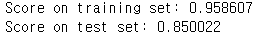 Score on training set: 0.958607
Score on test set: 0.850022